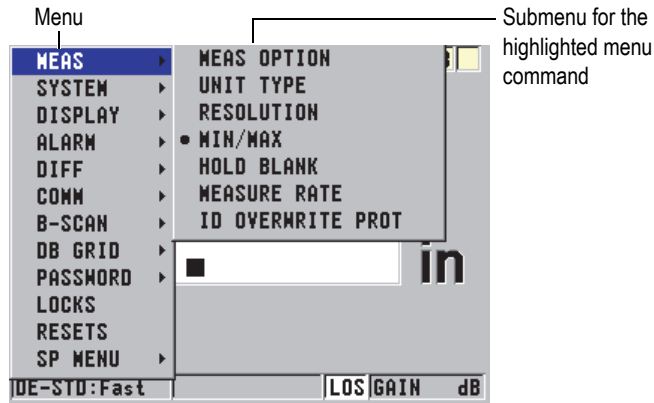 Menu
Submenu for the
highlighted menu
command
MEAS
SYSTEM
DISPLAY
ALARM
DIFF
COMM
B-SCAN
DB GRID
PASSWORD
LOCKS
RESETS
SP MENU
MEAS OPTION
UNIT TYPE
RESOLUTION
MIN/MAX
HOLD BLANK
MEASURE RATE
ID OVERWRITE PROT
in
DE-STD:Fast
LOS GAIN dB